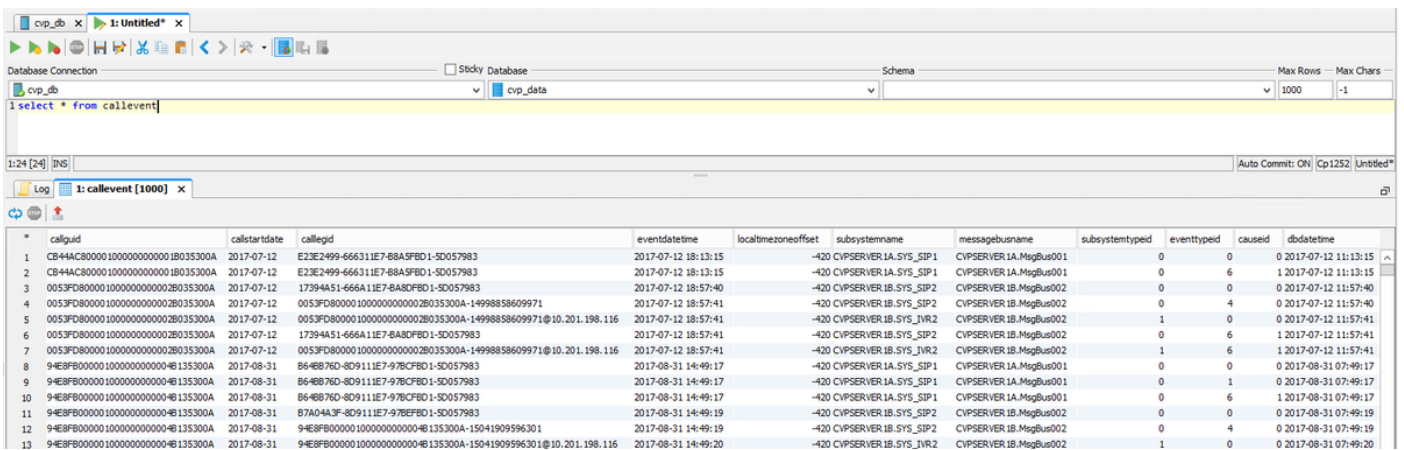 cvp_db x 1: Untitled* x
Database Connection Sticky Database Schema Max Rows Max Chars
cvp_db cvp_data 1000 -1
1 select * from callevent
1:24 [24] INS Auto Commit: ON Cp1252 Untitled*
Log 1: callevent [1000] x
* callguid callstartdate callegid eventdatetime localtimezoneoffset subsystemname messagebusname subsystemtypeid eventtypeid causeid dbdatetime
1 CB44AC80000100000000001B035300A 2017-07-12 E23E2499-666311E7-B8A5FBD1-5D057983 2017-07-12 18:13:15 -420 CVPSERVER1A.SYS_SIP1 CVPSERVER1A.MsgBus001 0 0 0 2017-07-12 11:13:15
2 CB44AC80000100000000001B035300A 2017-07-12 E23E2499-666311E7-B8A5FBD1-5D057983 2017-07-12 18:13:15 -420 CVPSERVER1A.SYS_SIP1 CVPSERVER1A.MsgBus001 0 6 1 2017-07-12 11:13:15
3 0053FD80000100000000002B035300A 2017-07-12 17394A51-666A11E7-BA8DFBD1-5D057983 2017-07-12 18:57:40 -420 CVPSERVER1B.SYS_SIP2 CVPSERVER1B.MsgBus002 0 0 0 2017-07-12 11:57:40
4 0053FD80000100000000002B035300A 2017-07-12 0053FD80000100000000002B035300A-14998858609971 2017-07-12 18:57:41 -420 CVPSERVER1B.SYS_SIP2 CVPSERVER1B.MsgBus002 0 4 0 2017-07-12 11:57:40
5 0053FD80000100000000002B035300A 2017-07-12 0053FD80000100000000002B035300A-14998858609971@10.201.198.116 2017-07-12 18:57:41 -420 CVPSERVER1B.SYS_IVR2 CVPSERVER1B.MsgBus002 1 0 0 2017-07-12 11:57:41
6 0053FD80000100000000002B035300A 2017-07-12 17394A51-666A11E7-BA8DFBD1-5D057983 2017-07-12 18:57:41 -420 CVPSERVER1B.SYS_SIP2 CVPSERVER1B.MsgBus002 0 6 1 2017-07-12 11:57:41
7 0053FD80000100000000002B035300A 2017-07-12 0053FD80000100000000002B035300A-14998858609971@10.201.198.116 2017-07-12 18:57:41 -420 CVPSERVER1B.SYS_IVR2 CVPSERVER1B.MsgBus002 1 6 1 2017-07-12 11:57:41
8 94E8FB00000100000000004B135300A 2017-08-31 B64BB76D-8D9111E7-97BCFBD1-5D057983 2017-08-31 14:49:17 -420 CVPSERVER1A.SYS_SIP1 CVPSERVER1A.MsgBus001 0 0 0 2017-08-31 07:49:17
9 94E8FB00000100000000004B135300A 2017-08-31 B64BB76D-8D9111E7-97BCFBD1-5D057983 2017-08-31 14:49:17 -420 CVPSERVER1A.SYS_SIP1 CVPSERVER1A.MsgBus001 0 1 0 2017-08-31 07:49:17
10 94E8FB00000100000000004B135300A 2017-08-31 B64BB76D-8D9111E7-97BCFBD1-5D057983 2017-08-31 14:49:17 -420 CVPSERVER1A.SYS_SIP1 CVPSERVER1A.MsgBus001 0 6 1 2017-08-31 07:49:17
11 94E8FB00000100000000004B135300A 2017-08-31 B7A04A3F-8D9111E7-97BEFBD1-5D057983 2017-08-31 14:49:19 -420 CVPSERVER1B.SYS_SIP2 CVPSERVER1B.MsgBus002 0 0 0 2017-08-31 07:49:19
12 94E8FB00000100000000004B135300A 2017-08-31 94E8FB00000100000000004B135300A-15041909596301 2017-08-31 14:49:19 -420 CVPSERVER1B.SYS_SIP2 CVPSERVER1B.MsgBus002 0 4 0 2017-08-31 07:49:19
13 94E8FB00000100000000004B135300A 2017-08-31 94E8FB00000100000000004B135300A-15041909596301@10.201.198.116 2017-08-31 14:49:20 -420 CVPSERVER1B.SYS_IVR2 CVPSERVER1B.MsgBus002 1 0 0 2017-08-31 07:49:20